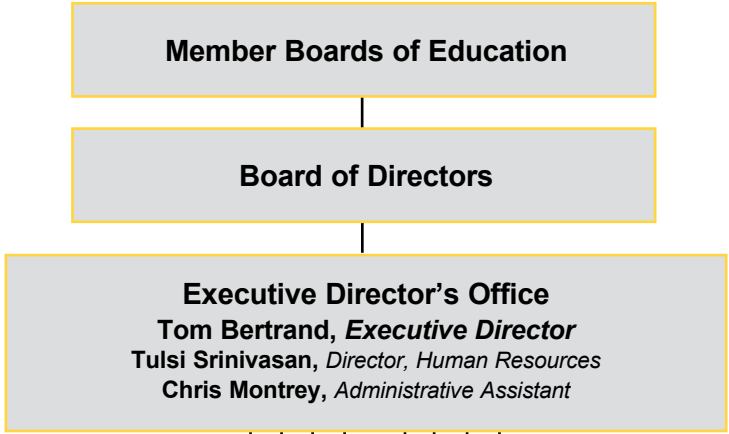 Member Boards of Education
Board of Directors
Executive Director’s Office
Tom Bertrand, Executive Director
Tulsi Srinivasan, Director, Human Resources
Chris Montrey, Administrative Assistant